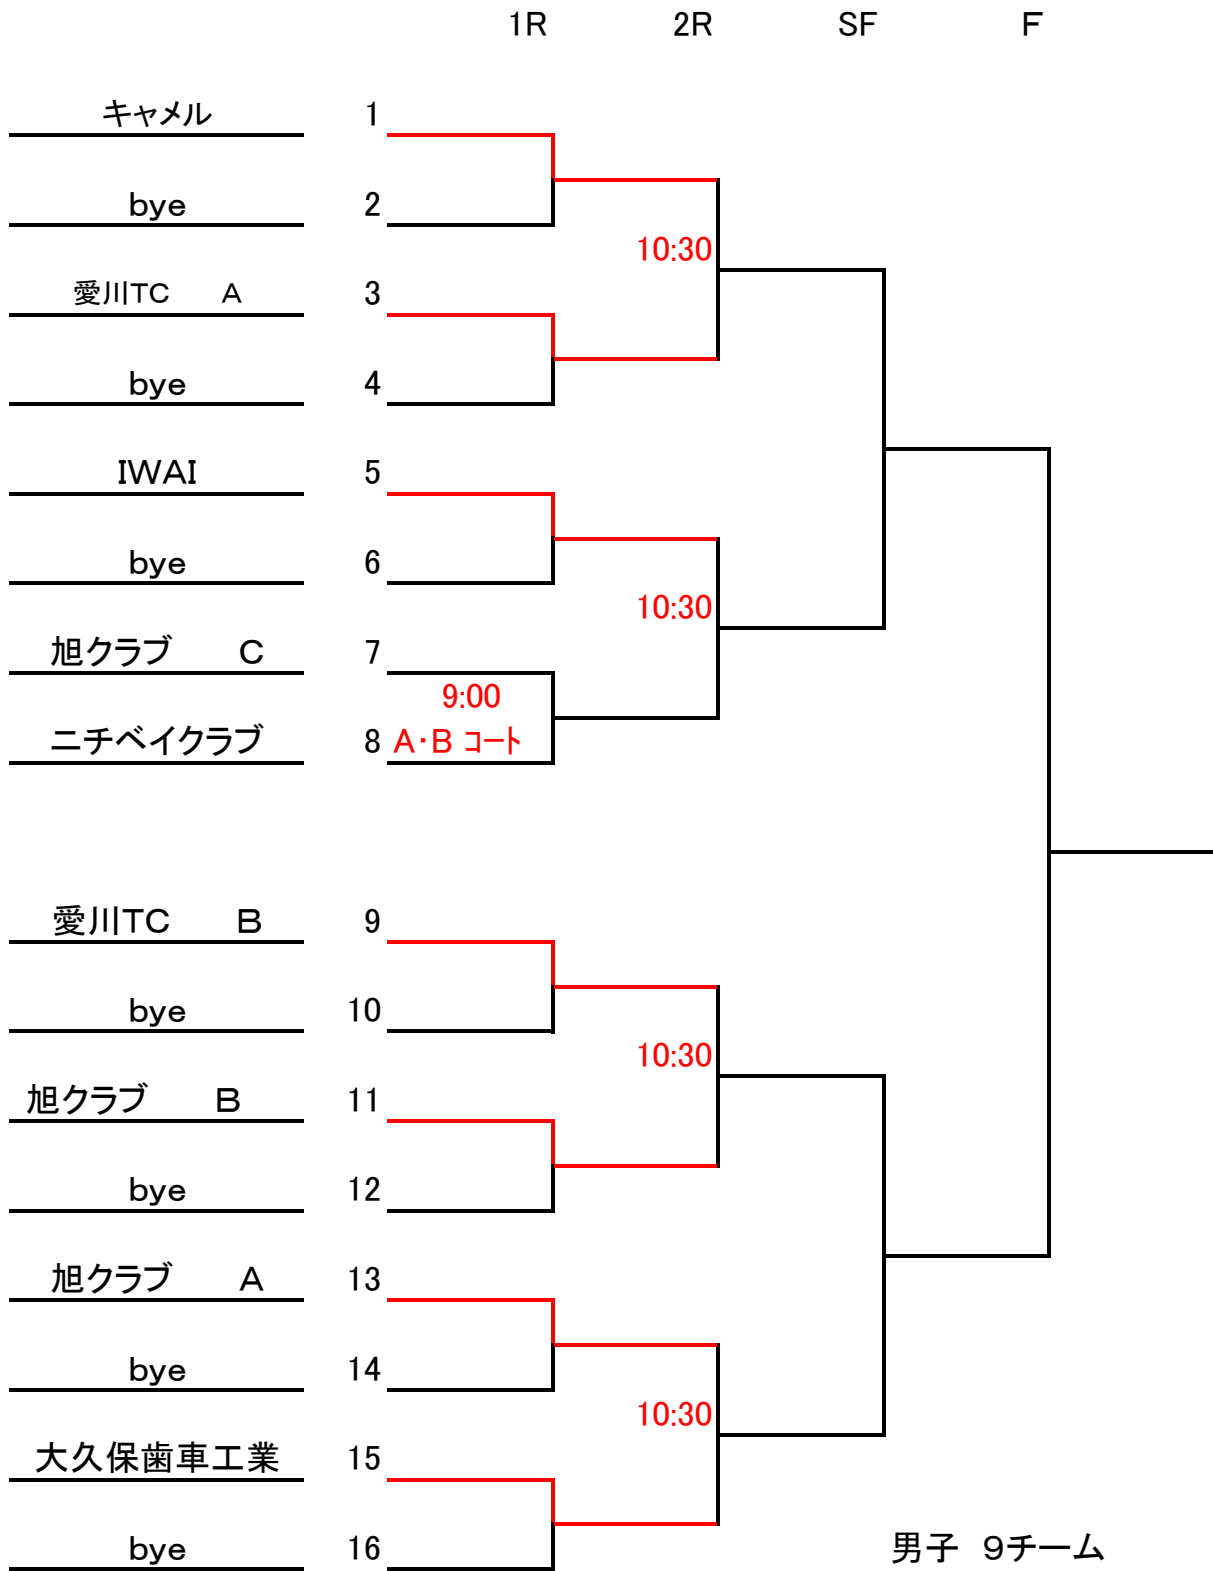 1R 2R SF F
キャメル 1
bye 2
10:30
愛川TC A 3
bye 4
IWAI 5
bye 6
10:30
旭クラブ C 7
9:00
ニチベイクラブ 8 A・B コート
愛川TC B 9
bye 10
10:30
旭クラブ B 11
bye 12
旭クラブ A 13
bye 14
10:30
大久保歯車工業 15
bye 16
男子 9チーム